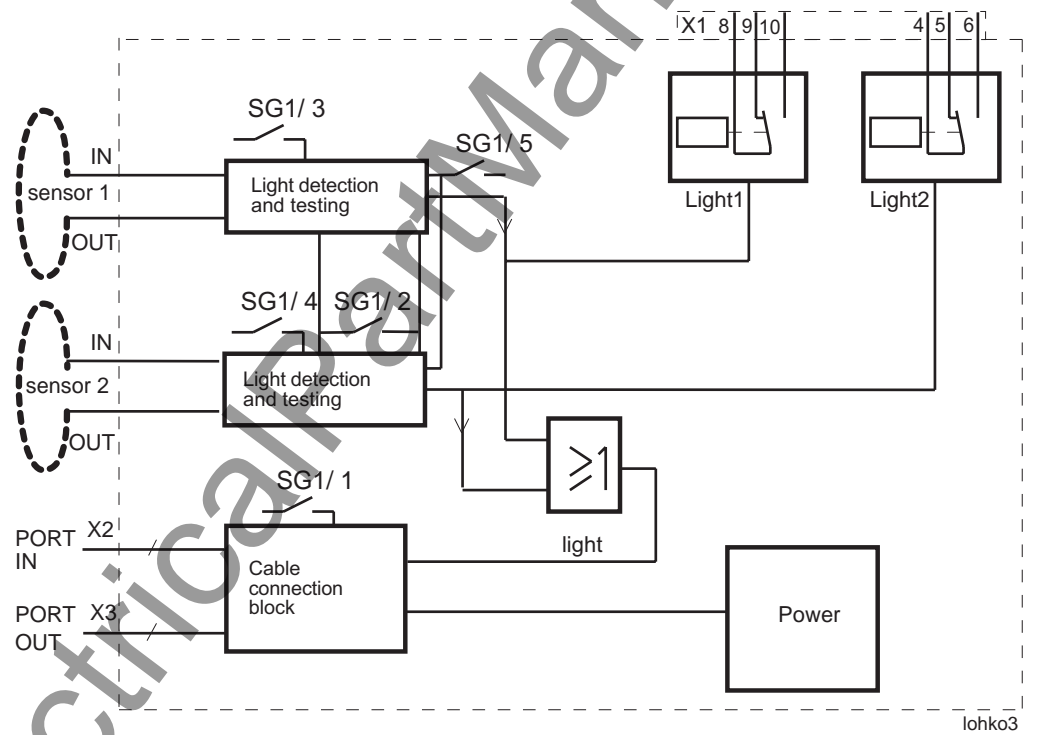 X1 8 9 10 4 5 6
SG1/ 3
SG1/ 5
IN
sensor 1
OUT
Light detection
and testing
Light1
Light2
SG1/ 4
SG1/ 2
IN
sensor 2
OUT
Light detection
and testing
≥1
SG1/ 1
PORT
IN
X2
light
Cable
connection
block
PORT
OUT
X3
Power
lohko3
ctricalPartMan